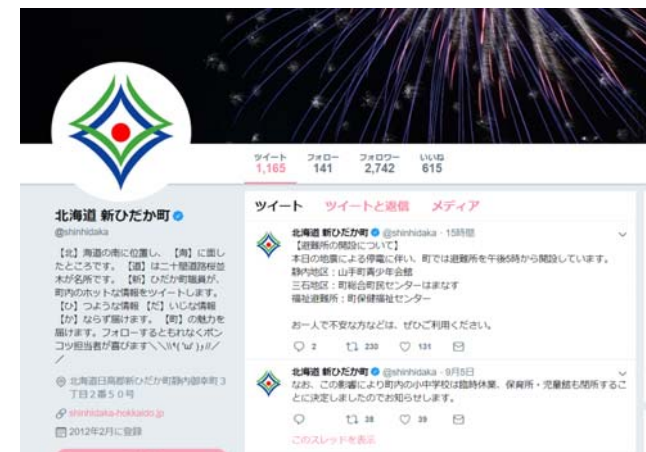 ツイート フォロー フォロワー いいね
1,165 141 2,742 615
北海道 新ひだか町
@shinhidaka
【北】海道の南に位置し、【海】に面し
たところです。【道】は二十間道路桜並
木が名所です。【新】ひだか町職員が、
町内のホットな情報をツイートします。
【ひ】つような情報【だ】いじな情報
【か】ならず届けます。【町】の魅力を
届けます。フォローするともれなくポン
コツ担当者が喜びます＼＼\\٩( 'ω' )و //／
／
北海道日高郡新ひだか町静内御幸町3
丁目2番50号
shinhidaka-hokkaido.jp
2012年2月に登録
ツイート ツイートと返信 メディア
北海道 新ひだか町 @shinhidaka · 15時間
【避難所の開設について】
本日の地震による停電に伴い、町では避難所を午後5時から開設しています。
静内地区：山手町青少年会館
三石地区：町総合町民センターはまなす
福祉避難所：町保健福祉センター
お一人で不安な方などは、ぜひご利用ください。
2 230 131
北海道 新ひだか町 @shinhidaka · 9月5日
なお、この影響により町内の小中学校は臨時休業、保育所・児童館も閉所するこ
とに決定しましたのでお知らせします。
38 39
このスレッドを表示